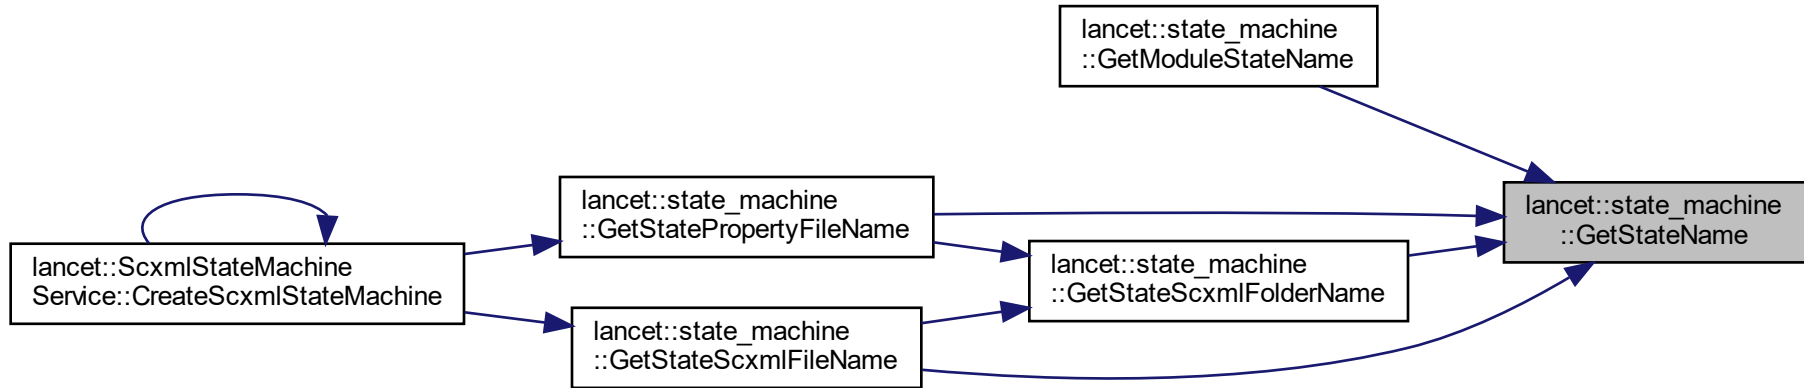 lancet::state_machine
::GetModuleStateName
lancet::state_machine
::GetStatePropertyFileName
lancet::state_machine
::GetStateName
lancet::ScxmlStateMachine
Service::CreateScxmlStateMachine
lancet::state_machine
::GetStateScxmlFolderName
lancet::state_machine
::GetStateScxmlFileName